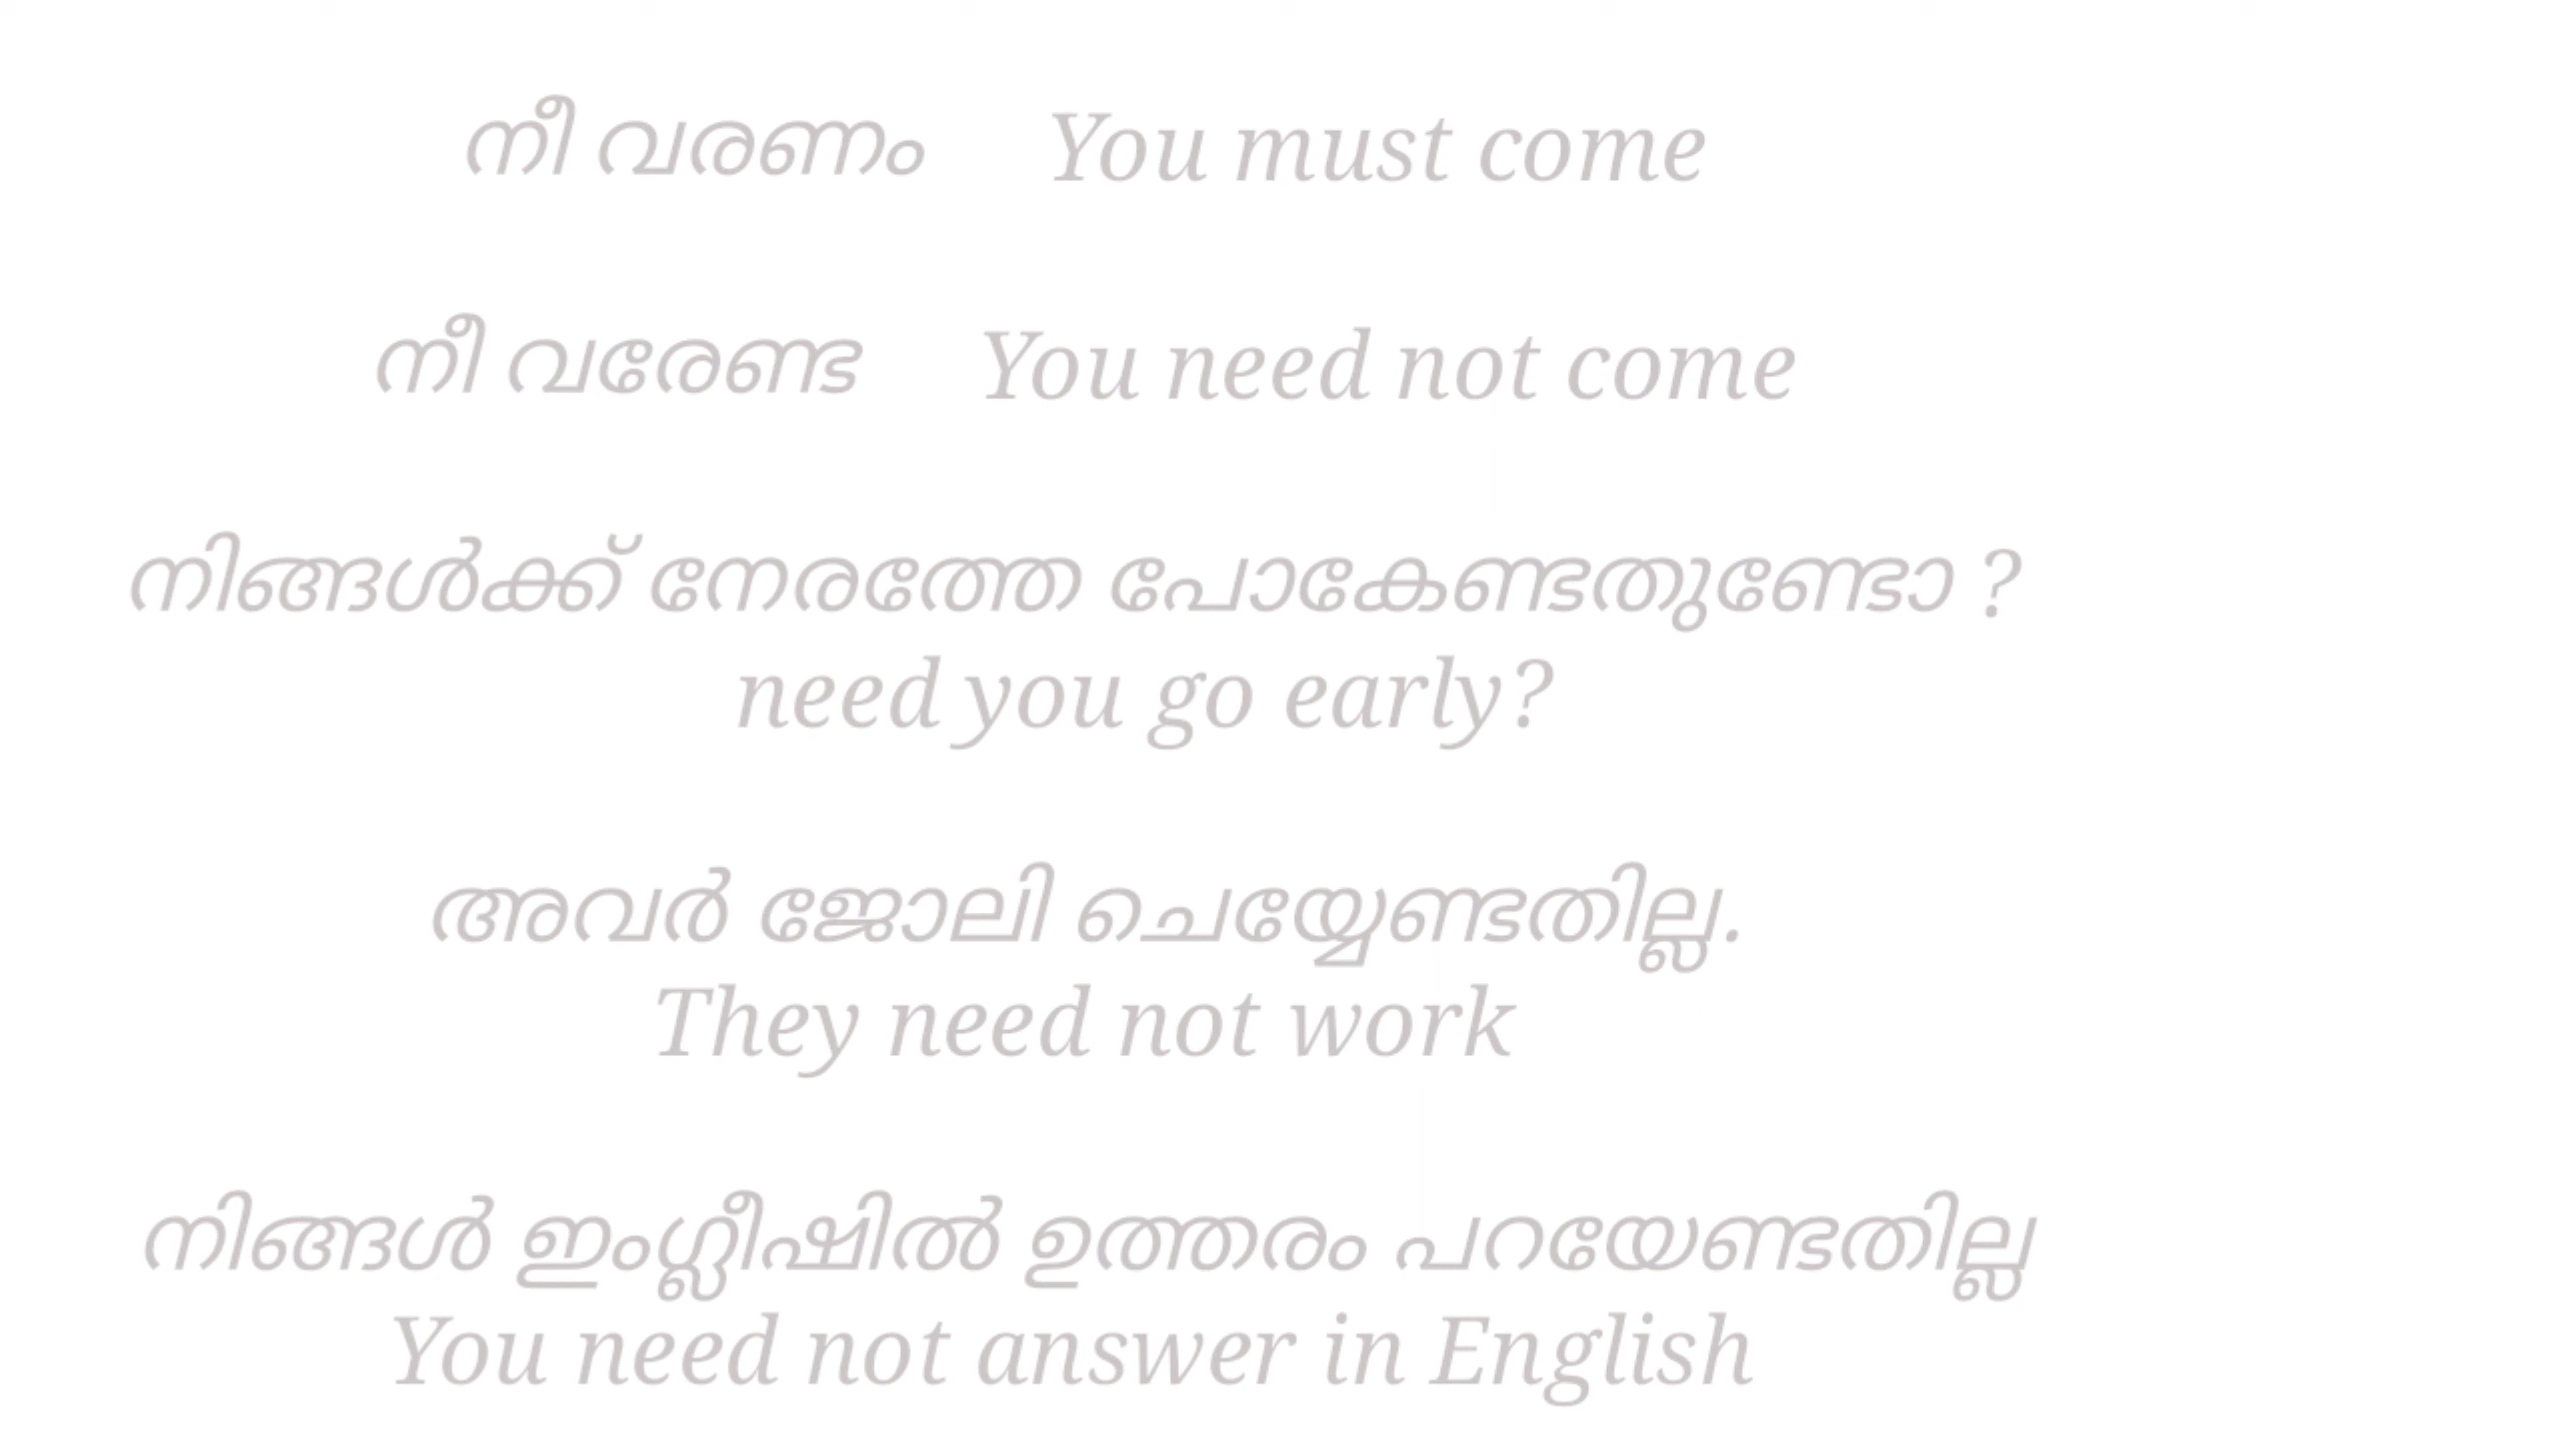 നീ വരണം You must come
നീ വരേണ്ട You need not come
നിങ്ങൾക്ക് നേരത്തേ പോകേണ്ടതുണ്ടോ ?
need you go early?
അവർ ജോലി ചെയ്യേണ്ടതില്ല.
They need not work
നിങ്ങൾ ഇംഗ്ലീഷിൽ ഉത്തരം പറയേണ്ടതില്ല
You need not answer in English